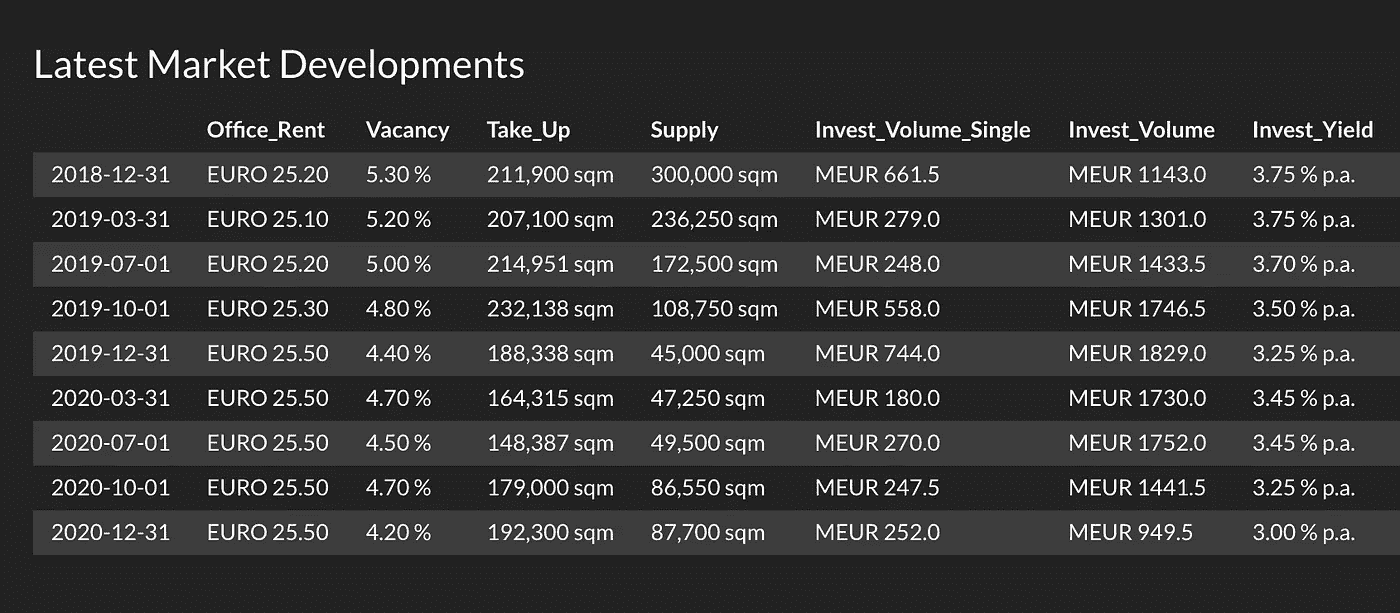 Latest Market Developments
Office_Rent Vacancy Take_Up Supply Invest_Volume_Single Invest_Volume Invest_Yield
2018-12-31 EURO 25.20 5.30 % 211,900 sqm 300,000 sqm MEUR 661.5 MEUR 1143.0 3.75 % p.a.
2019-03-31 EURO 25.10 5.20 % 207,100 sqm 236,250 sqm MEUR 279.0 MEUR 1301.0 3.75 % p.a.
2019-07-01 EURO 25.20 5.00 % 214,951 sqm 172,500 sqm MEUR 248.0 MEUR 1433.5 3.70 % p.a.
2019-10-01 EURO 25.30 4.80 % 232,138 sqm 108,750 sqm MEUR 558.0 MEUR 1746.5 3.50 % p.a.
2019-12-31 EURO 25.50 4.40 % 188,338 sqm 45,000 sqm MEUR 744.0 MEUR 1829.0 3.25 % p.a.
2020-03-31 EURO 25.50 4.70 % 164,315 sqm 47,250 sqm MEUR 180.0 MEUR 1730.0 3.45 % p.a.
2020-07-01 EURO 25.50 4.50 % 148,387 sqm 49,500 sqm MEUR 270.0 MEUR 1752.0 3.45 % p.a.
2020-10-01 EURO 25.50 4.70 % 179,000 sqm 86,550 sqm MEUR 247.5 MEUR 1441.5 3.25 % p.a.
2020-12-31 EURO 25.50 4.20 % 192,300 sqm 87,700 sqm MEUR 252.0 MEUR 949.5 3.00 % p.a.